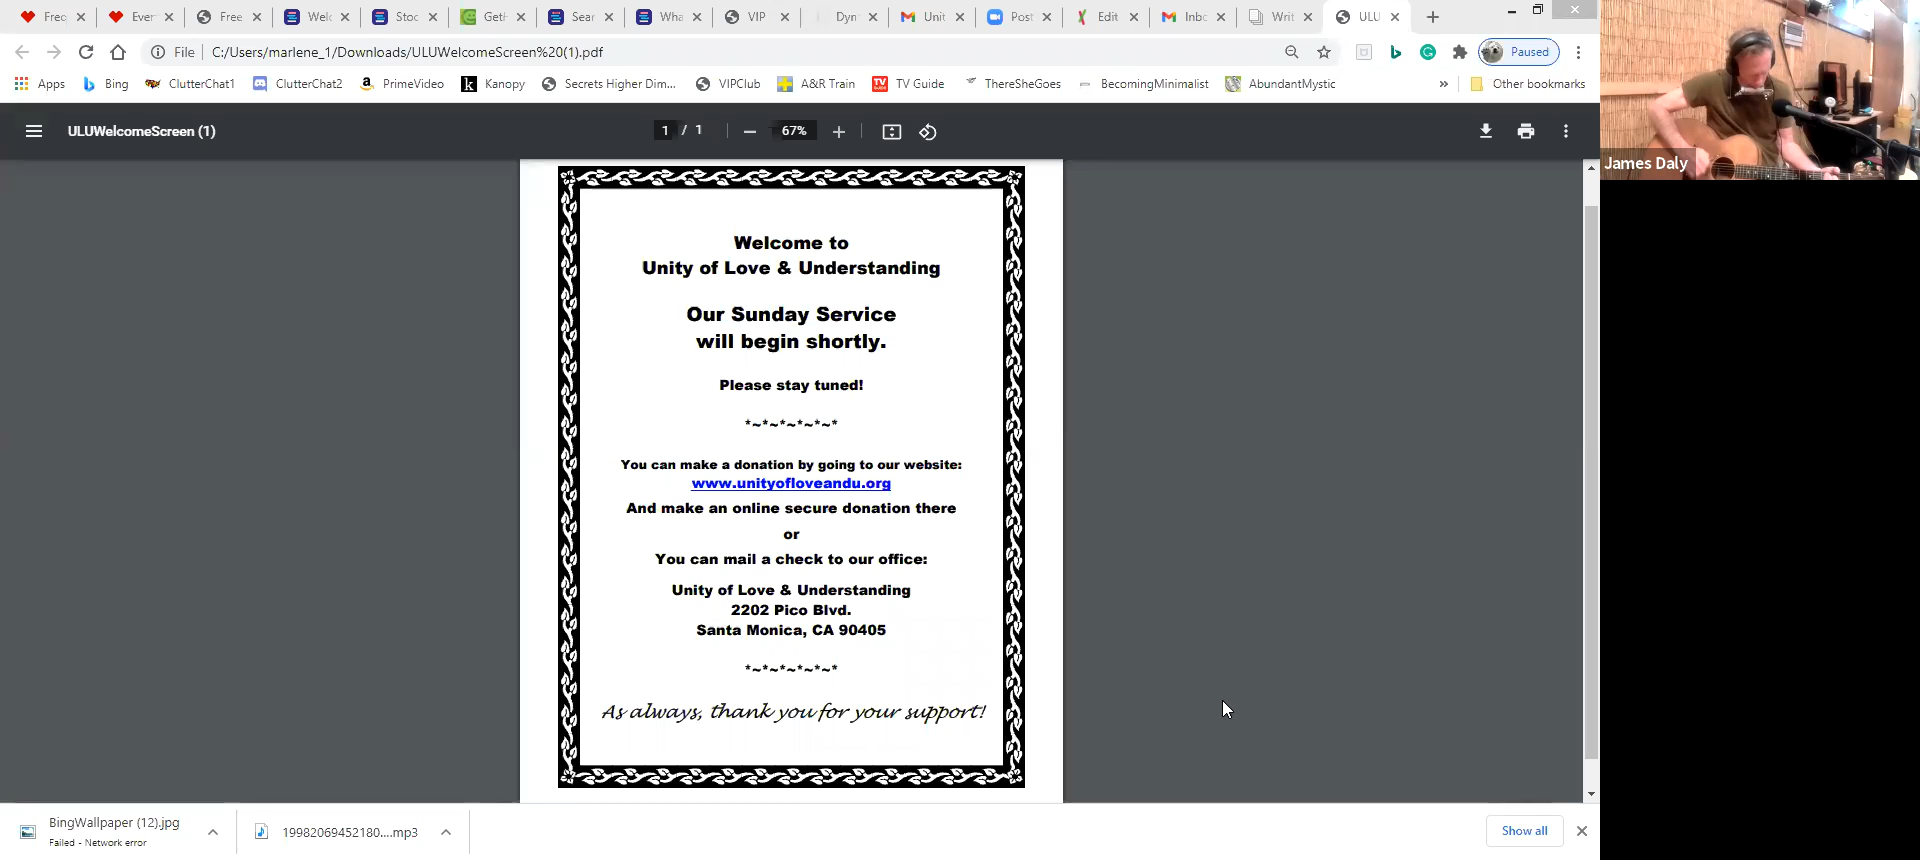 Freq
Ever
Free
Welc
Stoc
Get
Sear
Wha
VIP
Dyn
Unit
Post
Edit
Inbc
Writ
ULU
File
C:/Users/marlene_1/Downloads/ULUWelcomeScreen%20(1).pdf
Paused
Apps
Bing
ClutterChat1
ClutterChat2
PrimeVideo
Kanopy
Secrets Higher Dim...
VIPClub
A&R Train
TV Guide
ThereSheGoes
BecomingMinimalist
AbundantMystic
»
Other bookmarks
ULUWelcomeScreen (1)
1 / 1
67%
James Daly
Welcome to
Unity of Love & Understanding
Our Sunday Service
will begin shortly.
Please stay tuned!
*~*~*~*~*~*
You can make a donation by going to our website:
www.unityofloveandu.org
And make an online secure donation there
or
You can mail a check to our office:
Unity of Love & Understanding
2202 Pico Blvd.
Santa Monica, CA 90405
*~*~*~*~*~*
As always, thank you for your support!
BingWallpaper (12).jpg
Failed - Network error
19982069452180....mp3
Show all